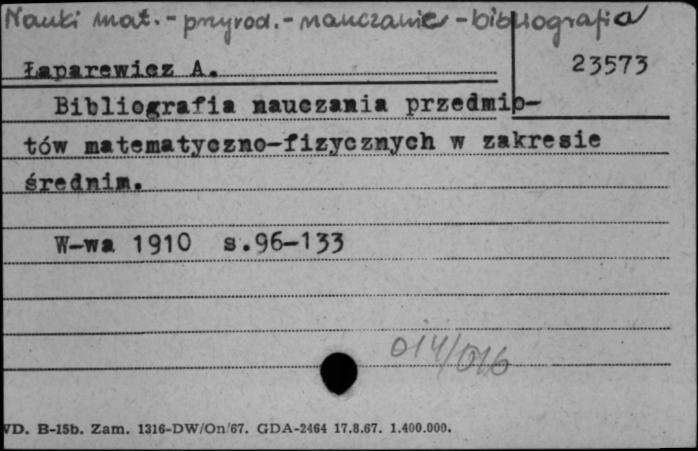 Nauki mat. - przyrod. - nauczanie - bibliografia
Łaparewicz A.
23573
Bibliografia nauczania przedmio-
tów matematyczno-fizycznych w zakresie
średnim.
W-wa 1910 s.96-133
014/016
VD. B-15b. Zam. 1316-DW/On/67. GDA-2464 17.8.67. 1.400.000.